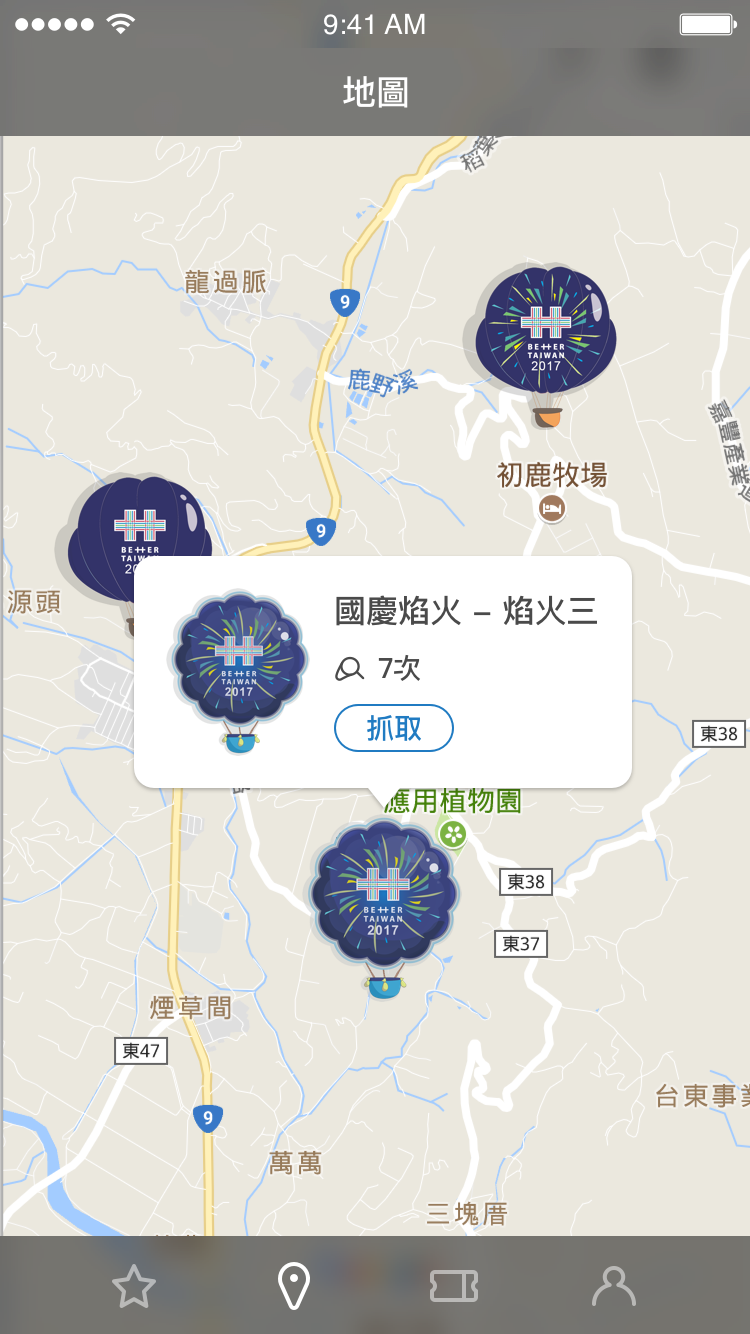 9:41 AM
地圖
稻葉
龍過脈
9
鹿野溪
BETTER
TAIWAN
2017
嘉豐產業
初鹿牧場
9
BETTER
源頭
國慶焰火 – 焰火三
7次
抓取
BETTER
TAIWAN
2017
東38
應用植物園
東38
BETTER
TAIWAN
2017
東37
煙草間
東47
台東事業
9
萬萬
三塊厝